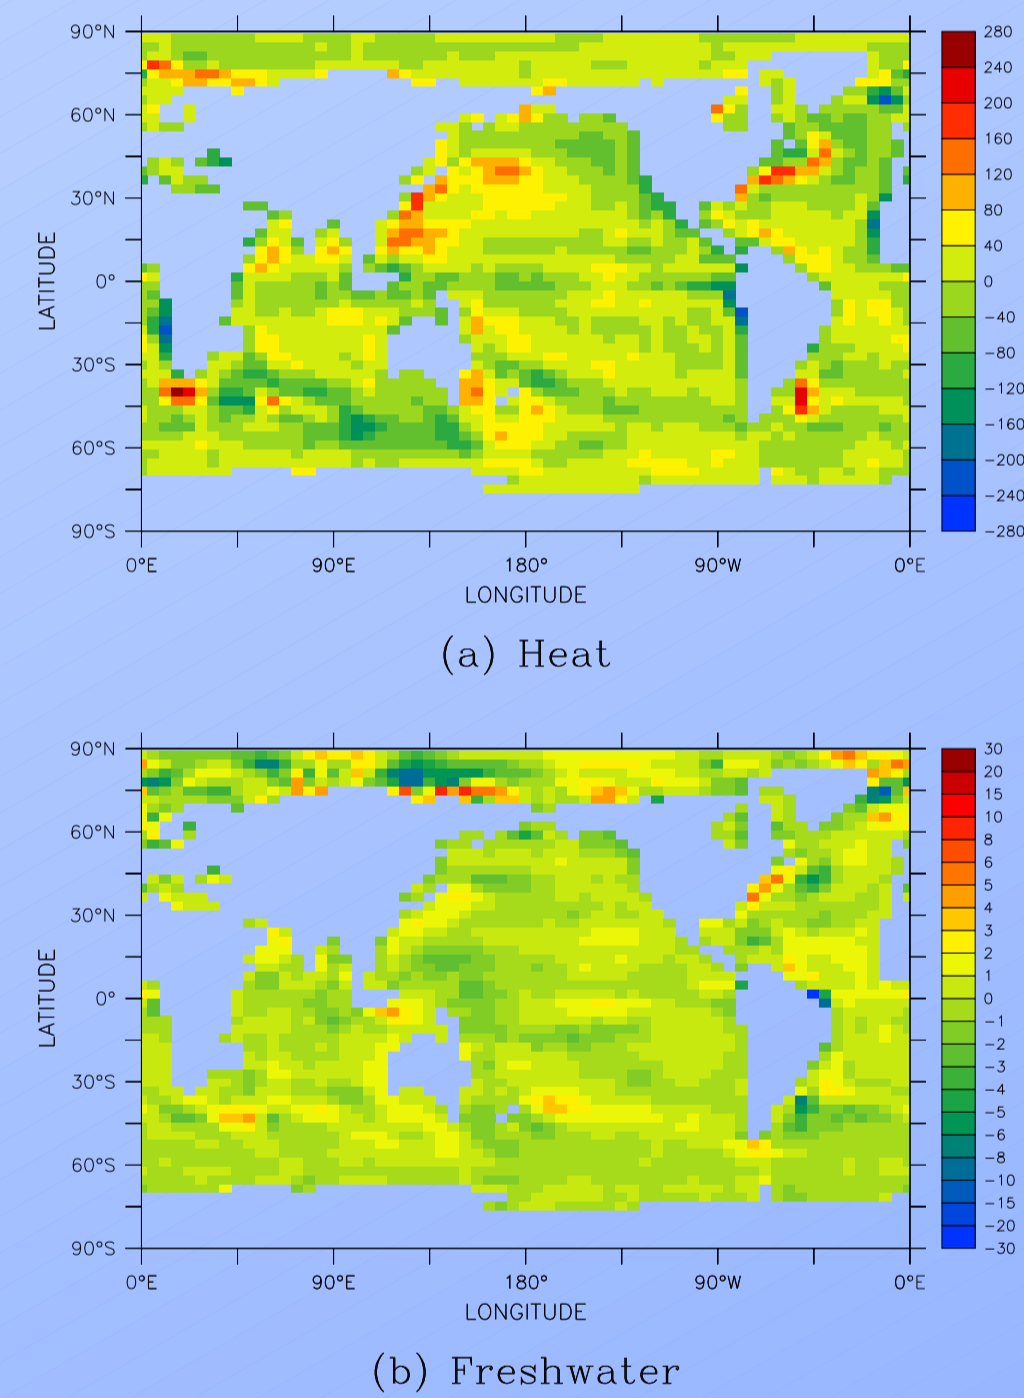 90°N
60°N
30°N
0°
30°S
60°S
90°S
LATITUDE
0°E 90°E 180° 90°W 0°E
LONGITUDE
280
240
200
160
120
80
40
0
−40
−80
−120
−160
−200
−240
−280
(a) Heat
90°N
60°N
30°N
0°
30°S
60°S
90°S
LATITUDE
0°E 90°E 180° 90°W 0°E
LONGITUDE
30
20
15
10
8
6
5
4
3
2
1
0
−1
−2
−3
−4
−5
−6
−8
−10
−15
−20
−30
(b) Freshwater